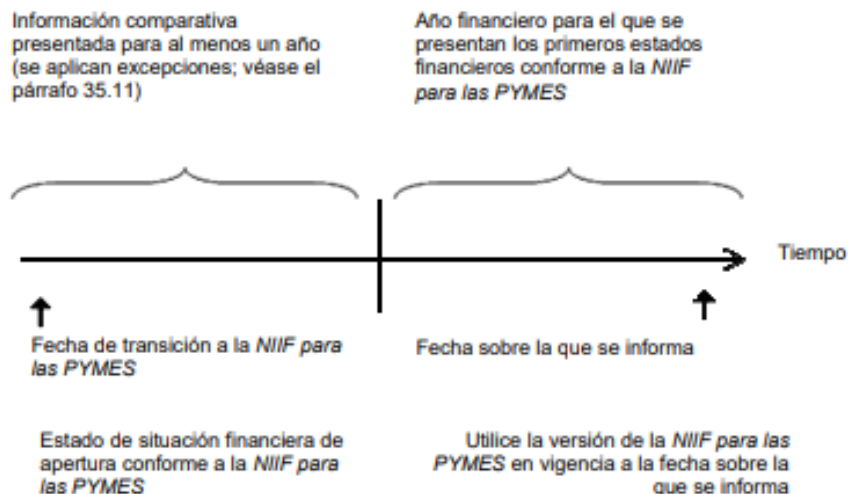 Información comparativa
presentada para al menos un año
(se aplican excepciones; véase el
párrafo 35.11)
Año financiero para el que se
presentan los primeros estados
financieros conforme a la NIIF
para las PYMES
Tiempo
Fecha de transición a la NIIF para
las PYMES
Fecha sobre la que se informa
Estado de situación financiera de
apertura conforme a la NIIF para
las PYMES
Utilice la versión de la NIIF para las
PYMES en vigencia a la fecha sobre la
que se informa